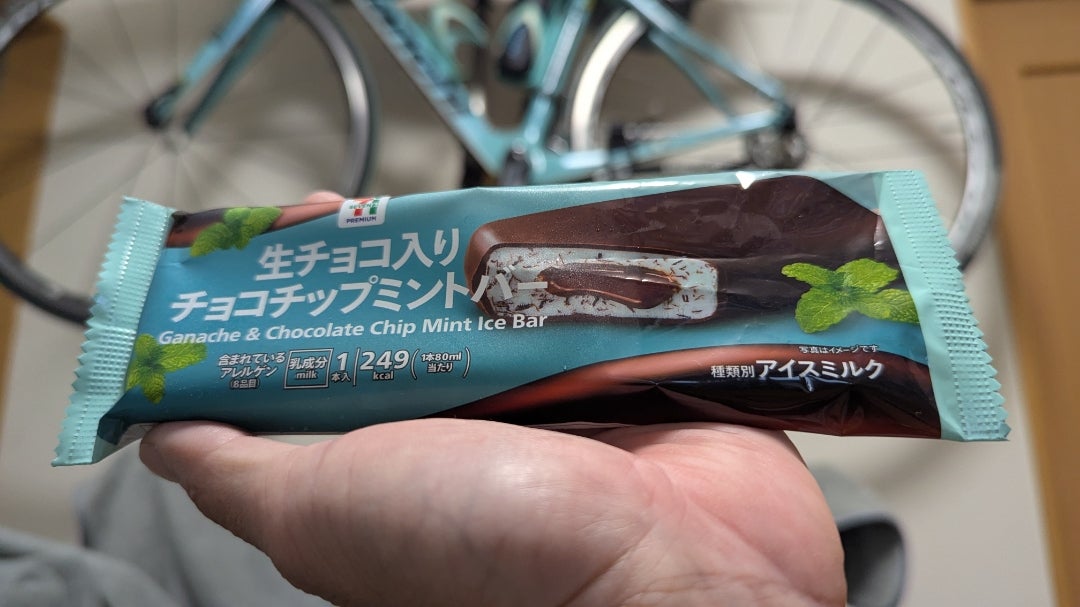 SEVEN
PREMIUM
生チョコ入り
チョコチップミントバー
Ganache & Chocolate Chip Mint Ice Bar
含まれている
アレルゲン
(8品目)
乳成分
milk
1
本入
249
kcal
(1本80ml
当たり)
写真はイメージです
種類別 アイスミルク